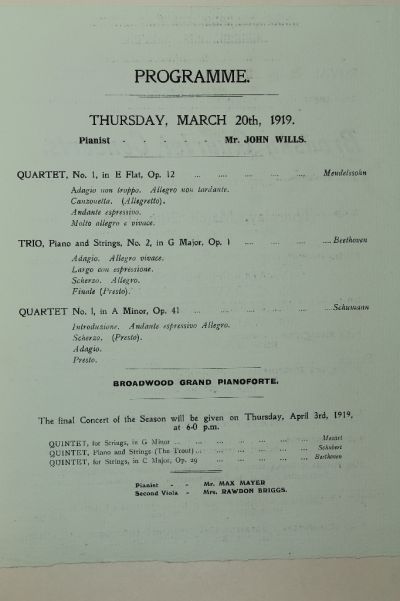 PROGRAMME.
THURSDAY, MARCH 20th, 1919.
Pianist - - - - - Mr. JOHN WILLS.
QUARTET, No. 1, in E Flat, Op. 12 ... ... ... ... ... Mendelssohn
Adagio non troppo. Allegro non tardante.
Canzonetta. (Allegretto).
Andante espressivo.
Molto allegro e vivace.
TRIO, Piano and Strings, No. 2, in G Major, Op. 1 .... ... ... .... Beethoven
Adagio. Allegro vivace.
Largo con espressione.
Scherzo. Allegro.
Finale (Presto).
QUARTET No. 1, in A Minor, Op. 41 ... ... ... ... ... Schumann
Introduzione. Andante espressivo Allegro.
Scherzo. (Presto).
Adagio.
Presto.
BROADWOOD GRAND PIANOFORTE.
The final Concert of the Season will be given on Thursday, April 3rd, 1919,
at 6-0 p.m.
QUINTET, for Strings, in G Minor ... ... ... ... ... ... ... Mozart
QUINTET, Piano and Strings (The Trout) ... ... ... ... ... ... Schubert
QUINTET, for Strings, in C Major, Op. 29 ... ... ... ... ... Beethoven
Pianist - - Mr. MAX MAYER
Second Viola - Mrs. RAWDON BRIGGS.